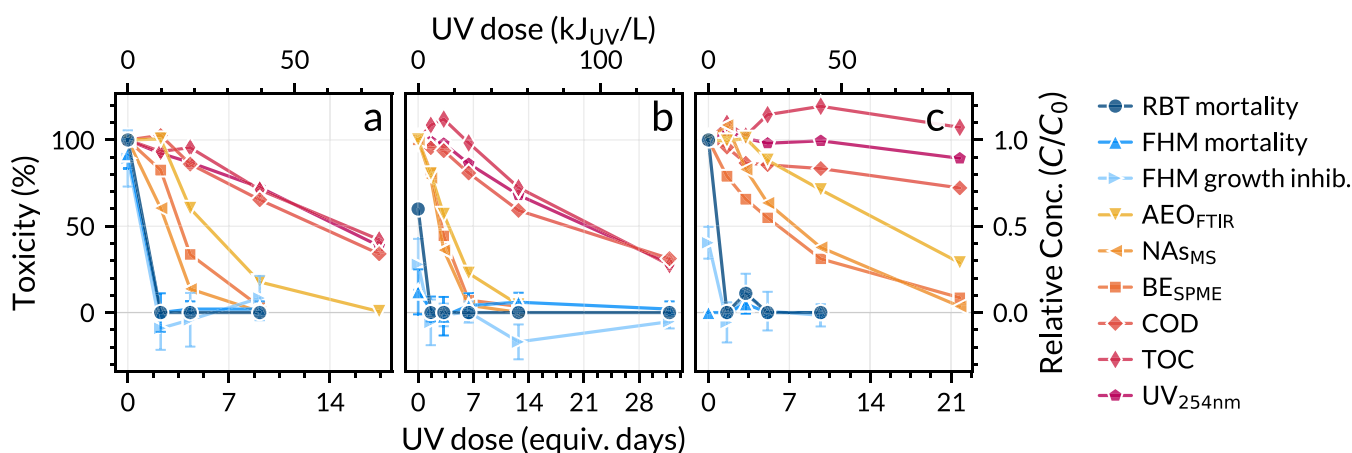 UV dose (kJUV/L)
0 50 0 100 0 50
a b c
Toxicity (%)
100
50
0
1.0
0.5
0.0
Relative Conc. (C/C0)
0 7 14 0 7 14 21 28 0 7 14 21
UV dose (equiv. days)
RBT mortality
FHM mortality
FHM growth inhib.
AEOFTIR
NAsMS
BESPME
COD
TOC
UV254nm